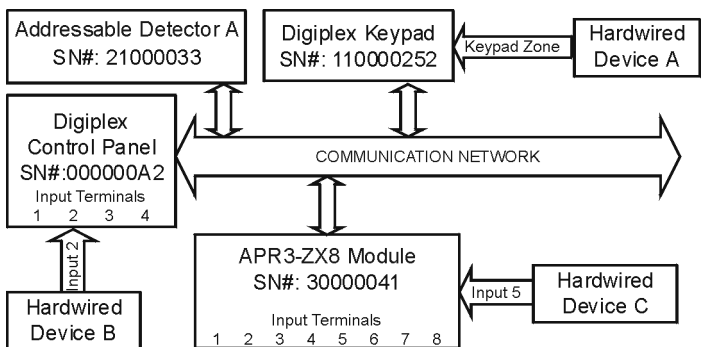 Addressable Detector A
SN#: 21000033
Digiplex Keypad
SN#: 110000252
Keypad Zone
Hardwired
Device A
Digiplex
Control Panel
SN#:000000A2
Input Terminals
1 2 3 4
COMMUNICATION NETWORK
Input 2
Hardwired
Device B
APR3-ZX8 Module
SN#: 30000041
Input Terminals
1 2 3 4 5 6 7 8
Input 5
Hardwired
Device C